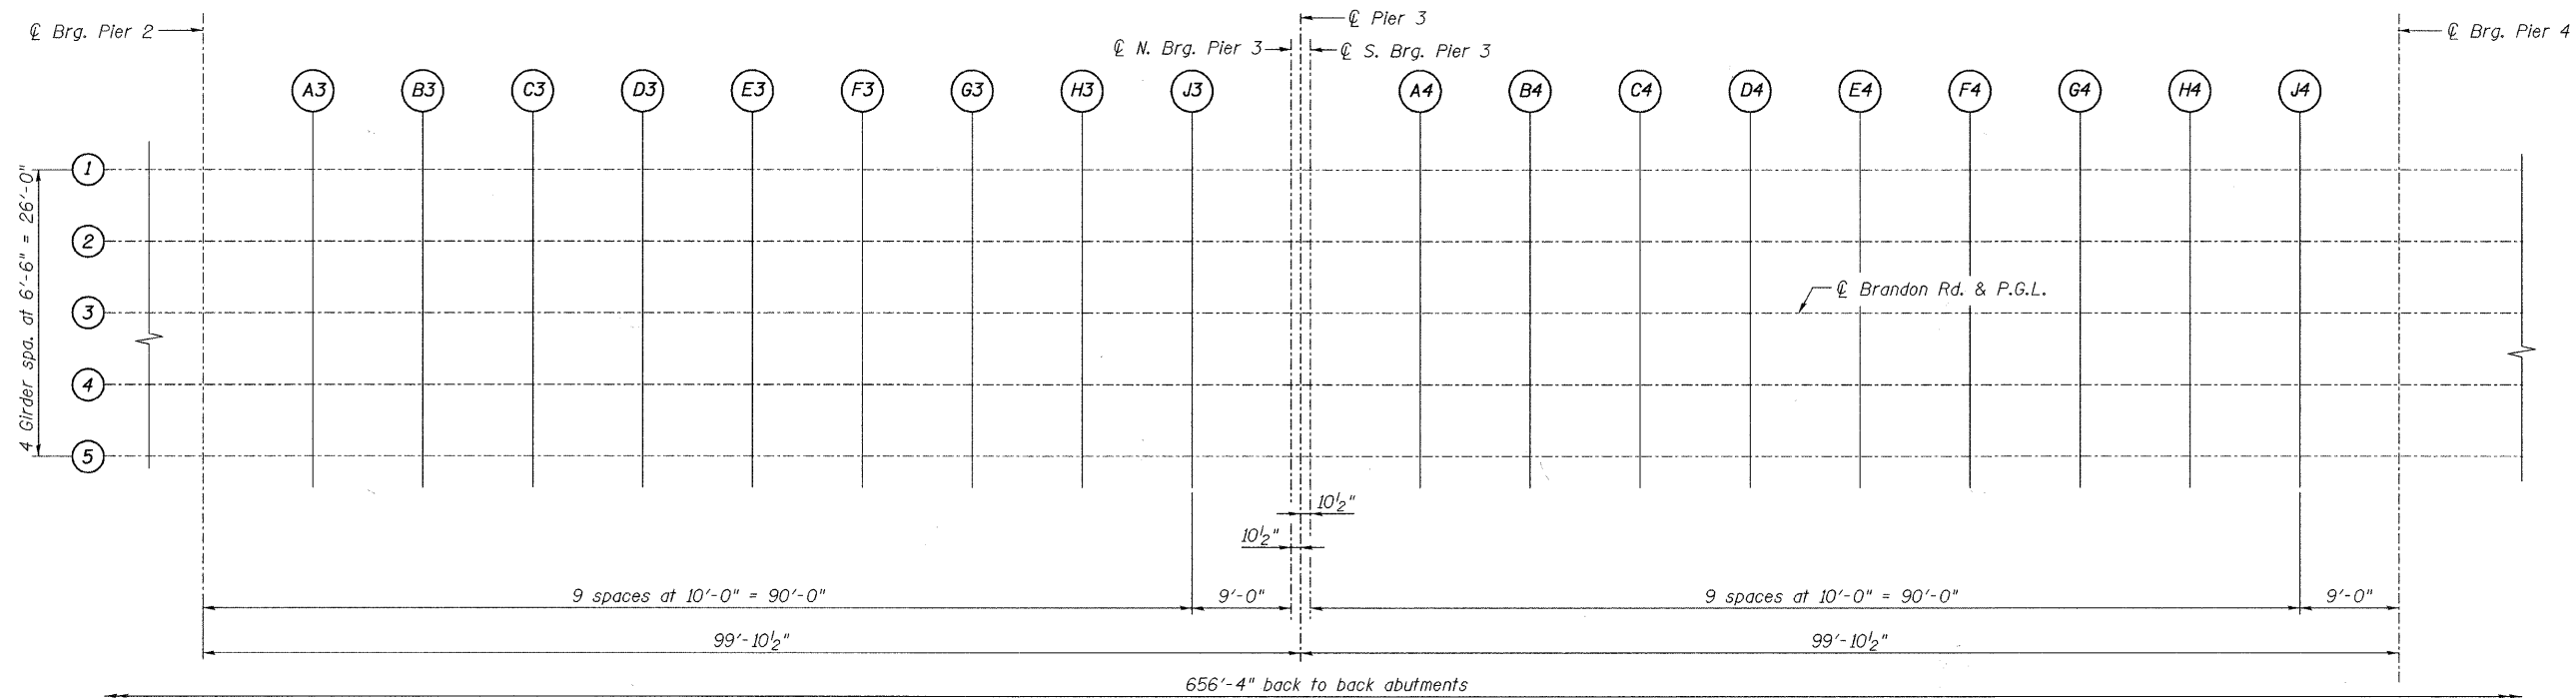 ℄ Brg. Pier 2
℄ Pier 3
℄ N. Brg. Pier 3
℄ S. Brg. Pier 3
℄ Brg. Pier 4
A3 B3 C3 D3 E3 F3 G3 H3 J3 A4 B4 C4 D4 E4 F4 G4 H4 J4
1
2
3
4
5
4 Girder spa. at 6'-6" = 26'-0"
℄ Brandon Rd. & P.G.L.
10½"
10½"
9 spaces at 10'-0" = 90'-0"
9'-0"
9 spaces at 10'-0" = 90'-0"
9'-0"
99'-10½"
99'-10½"
656'-4" back to back abutments